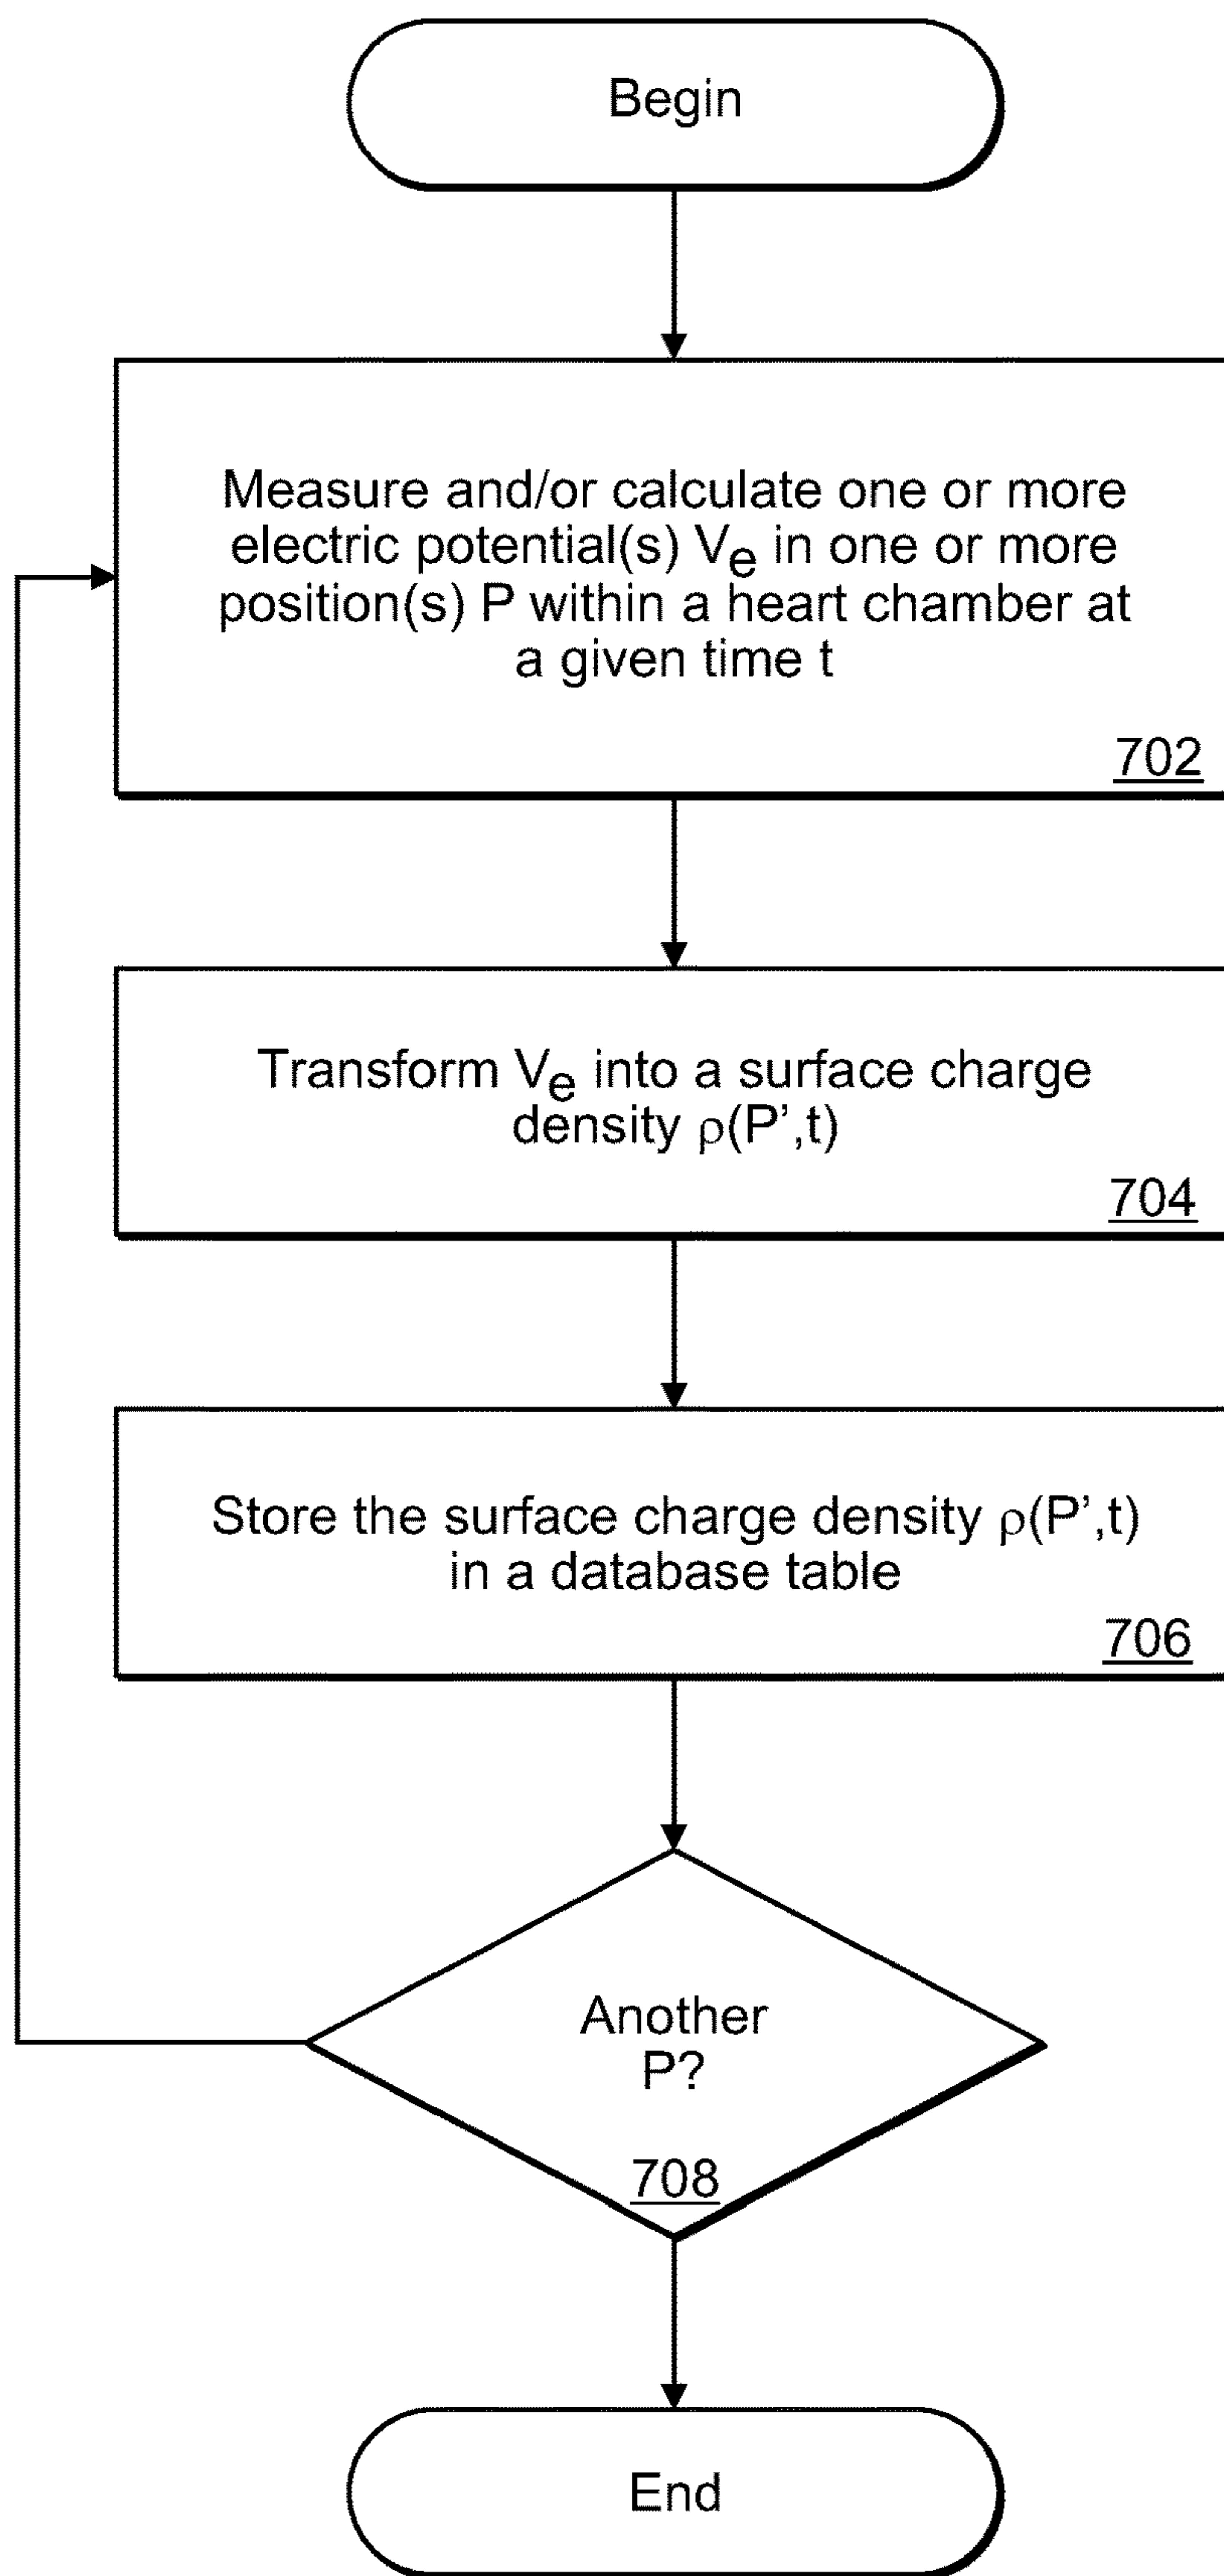 Begin
Measure and/or calculate one or more
electric potential(s) Ve in one or more
position(s) P within a heart chamber at
a given time t
702
Transform Ve into a surface charge
density ρ(P',t)
704
Store the surface charge density ρ(P',t)
in a database table
706
Another
P?
708
End